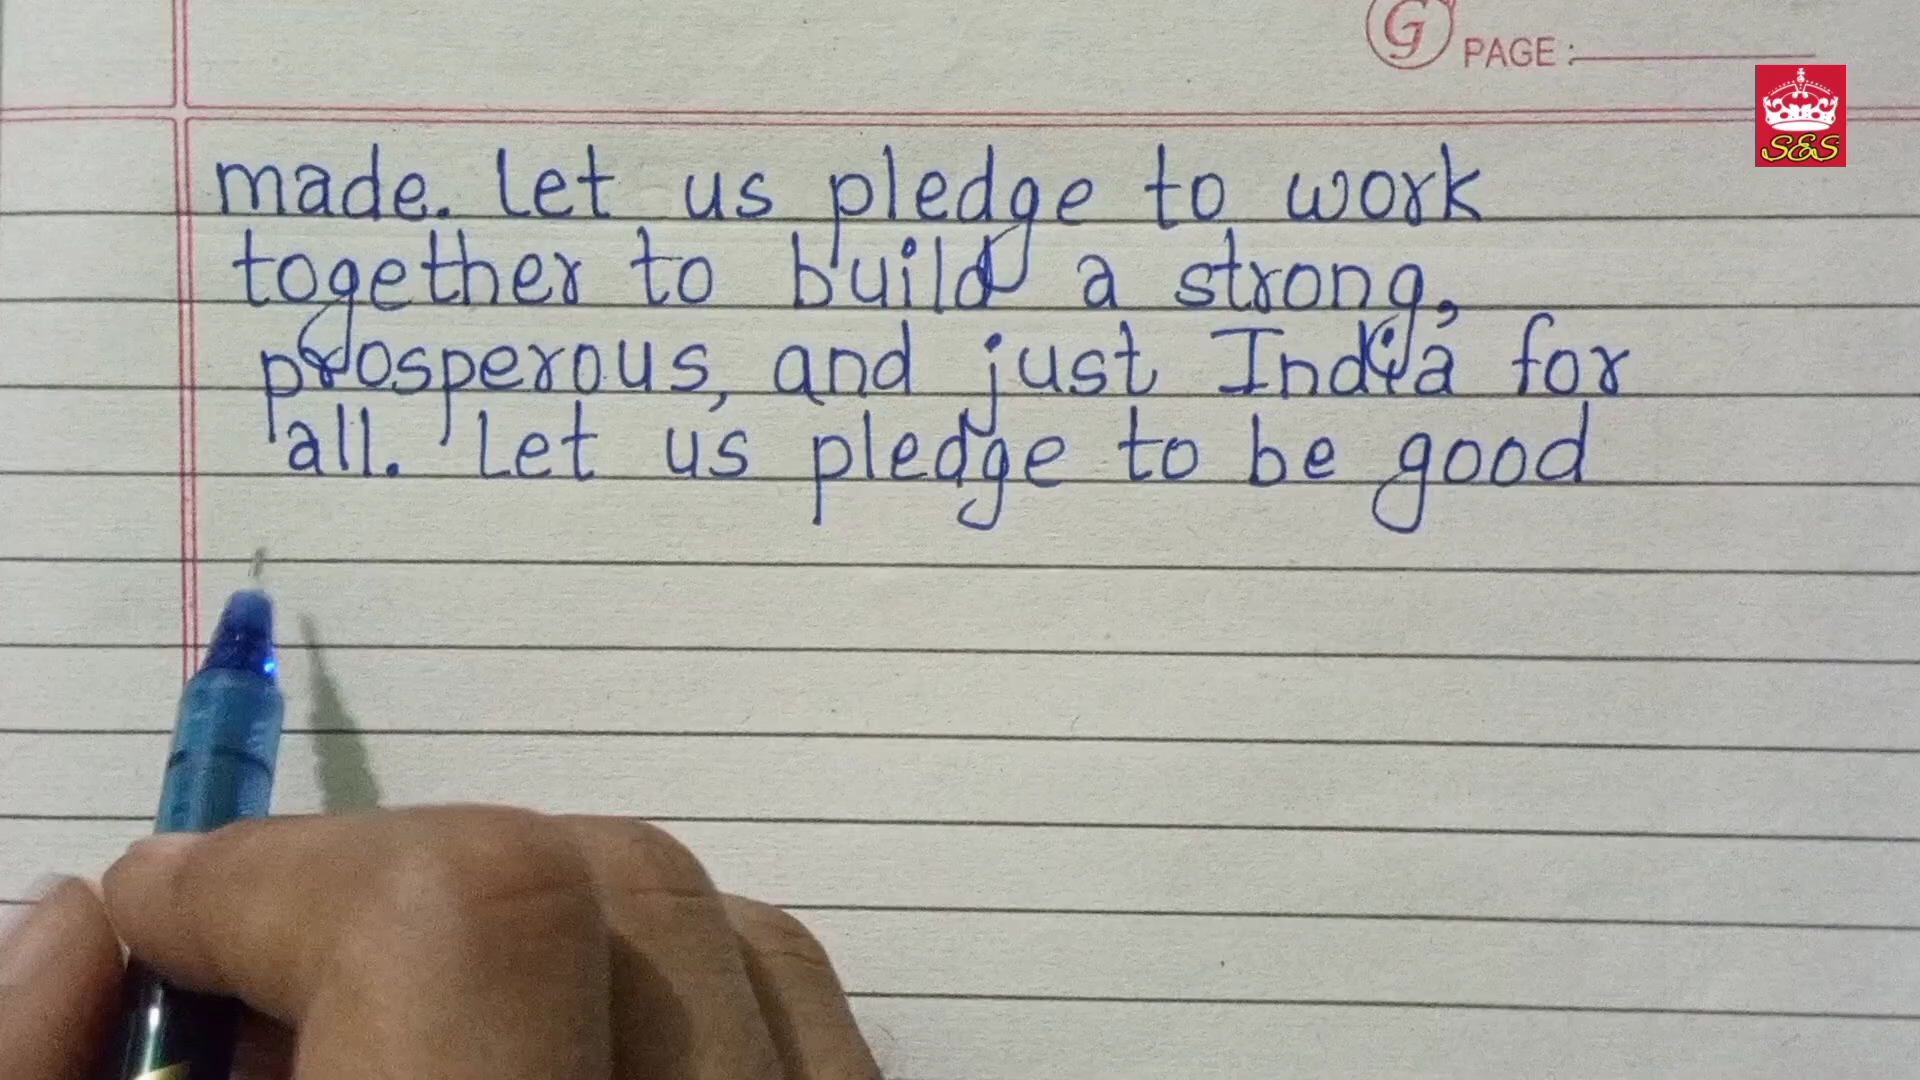 G PAGE :
S&S
made. Let us pledge to work
together to build a strong,
prosperous, and just India for
all. Let us pledge to be good